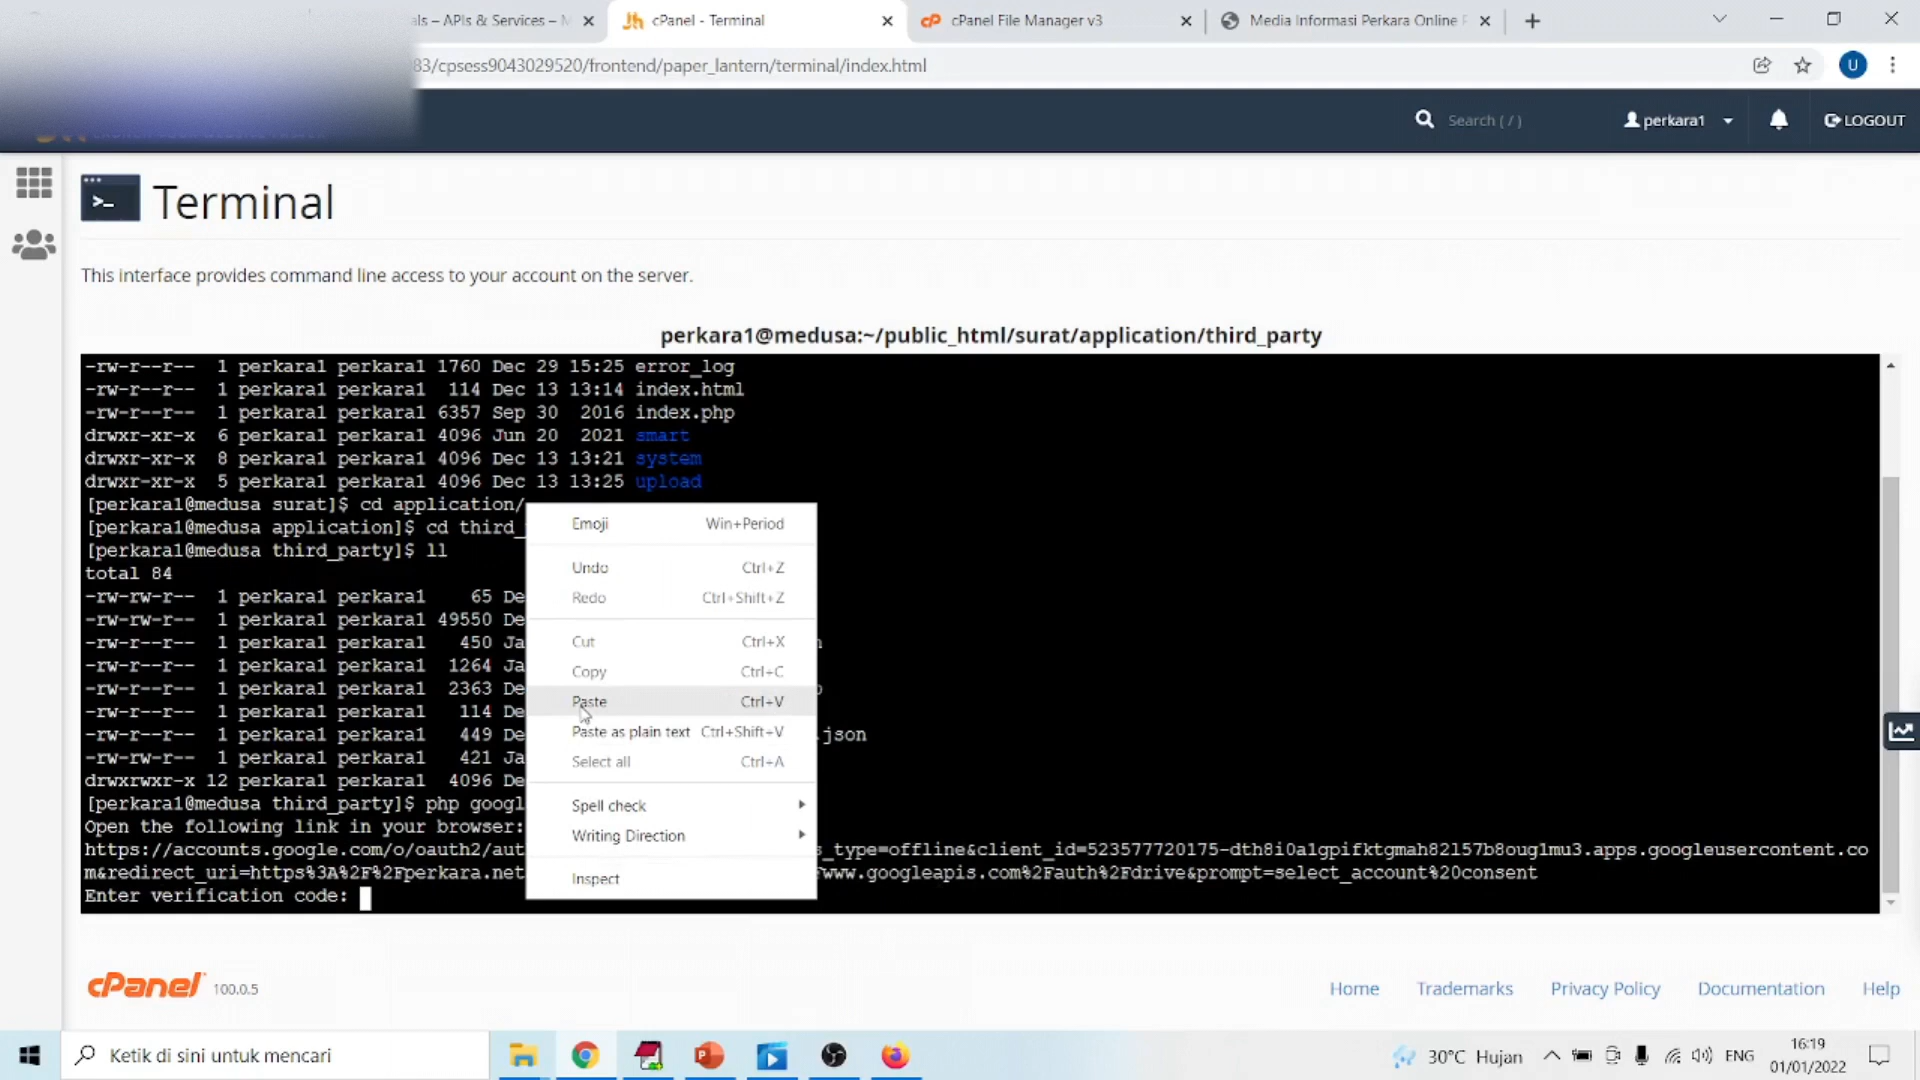 als – APIs & Services – M
cPanel - Terminal
cPanel File Manager v3
Media Informasi Perkara Online P
83/cpsess9043029520/frontend/paper_lantern/terminal/index.html
U
Search ( / )
perkara1
LOGOUT
Terminal
This interface provides command line access to your account on the server.
perkara1@medusa:~/public_html/surat/application/third_party
-rw-r--r-- 1 perkara1 perkara1 1760 Dec 29 15:25 error_log
-rw-r--r-- 1 perkara1 perkara1 114 Dec 13 13:14 index.html
-rw-r--r-- 1 perkara1 perkara1 6357 Sep 30 2016 index.php
drwxr-xr-x 6 perkara1 perkara1 4096 Jun 20 2021 smart
drwxr-xr-x 8 perkara1 perkara1 4096 Dec 13 13:21 system
drwxr-xr-x 5 perkara1 perkara1 4096 Dec 13 13:25 upload
[perkara1@medusa surat]$ cd application/
[perkara1@medusa application]$ cd third_
[perkara1@medusa third_party]$ ll
total 84
-rw-rw-r-- 1 perkara1 perkara1 65 De
-rw-rw-r-- 1 perkara1 perkara1 49550 De
-rw-r--r-- 1 perkara1 perkara1 450 Ja
-rw-r--r-- 1 perkara1 perkara1 1264 Ja
-rw-r--r-- 1 perkara1 perkara1 2363 De
-rw-r--r-- 1 perkara1 perkara1 114 De
-rw-r--r-- 1 perkara1 perkara1 449 De .json
-rw-rw-r-- 1 perkara1 perkara1 421 Ja
drwxrwxr-x 12 perkara1 perkara1 4096 De
[perkara1@medusa third_party]$ php googl
Open the following link in your browser:
https://accounts.google.com/o/oauth2/aut s_type=offline&client_id=523577720175-dth8i0a1gpifktgmah82l57b8oug1mu3.apps.googleusercontent.co
m&redirect_uri=https%3A%2F%2Fperkara.net www.googleapis.com%2Fauth%2Fdrive&prompt=select_account%20consent
Enter verification code:
Emoji Win+Period
Undo Ctrl+Z
Redo Ctrl+Shift+Z
Cut Ctrl+X
Copy Ctrl+C
Paste Ctrl+V
Paste as plain text Ctrl+Shift+V
Select all Ctrl+A
Spell check
Writing Direction
Inspect
cPanel 100.0.5
Home
Trademarks
Privacy Policy
Documentation
Help
Ketik di sini untuk mencari
30°C Hujan
ENG
16:19
01/01/2022